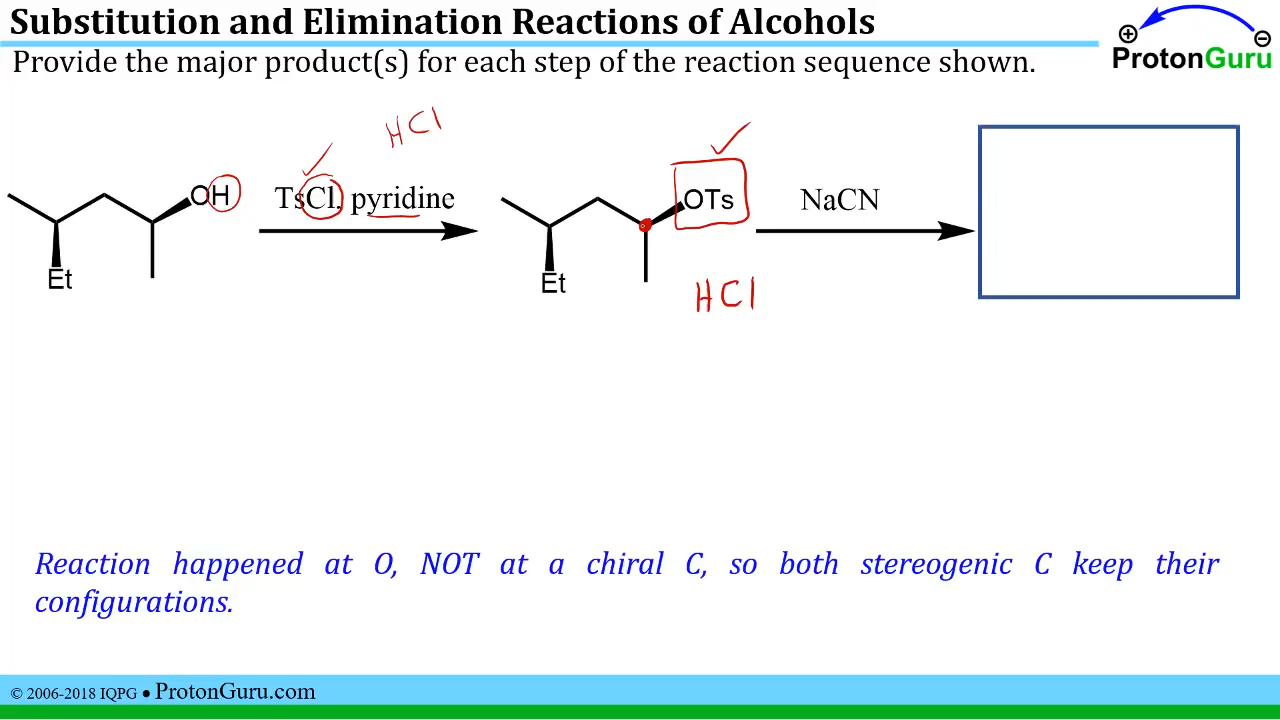 Substitution and Elimination Reactions of Alcohols
ProtonGuru
Provide the major product(s) for each step of the reaction sequence shown.
HCl
OH
TsCl, pyridine
OTs
NaCN
Et
Et
HCl
Reaction happened at O, NOT at a chiral C, so both stereogenic C keep their
configurations.
© 2006-2018 IQPG ● ProtonGuru.com